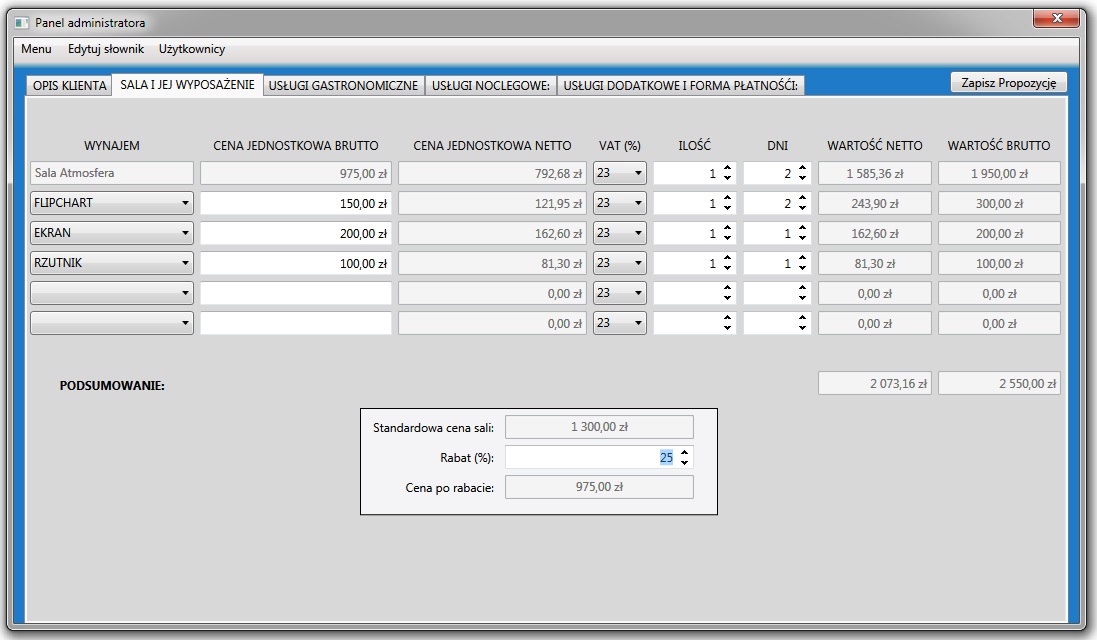 Panel administratora
Menu Edytuj słownik Użytkownicy
OPIS KLIENTA SALA I JEJ WYPOSAŻENIE USŁUGI GASTRONOMICZNE USŁUGI NOCLEGOWE: USŁUGI DODATKOWE I FORMA PŁATNOŚĆI: Zapisz Propozycję
WYNAJEM CENA JEDNOSTKOWA BRUTTO CENA JEDNOSTKOWA NETTO VAT (%) ILOŚĆ DNI WARTOŚĆ NETTO WARTOŚĆ BRUTTO
Sala Atmosfera 975,00 zł 792,68 zł 23 1 2 1 585,36 zł 1 950,00 zł
FLIPCHART 150,00 zł 121,95 zł 23 1 2 243,90 zł 300,00 zł
EKRAN 200,00 zł 162,60 zł 23 1 1 162,60 zł 200,00 zł
RZUTNIK 100,00 zł 81,30 zł 23 1 1 81,30 zł 100,00 zł
0,00 zł 23 0,00 zł 0,00 zł
0,00 zł 23 0,00 zł 0,00 zł
PODSUMOWANIE: 2 073,16 zł 2 550,00 zł
Standardowa cena sali: 1 300,00 zł
Rabat (%): 25
Cena po rabacie: 975,00 zł